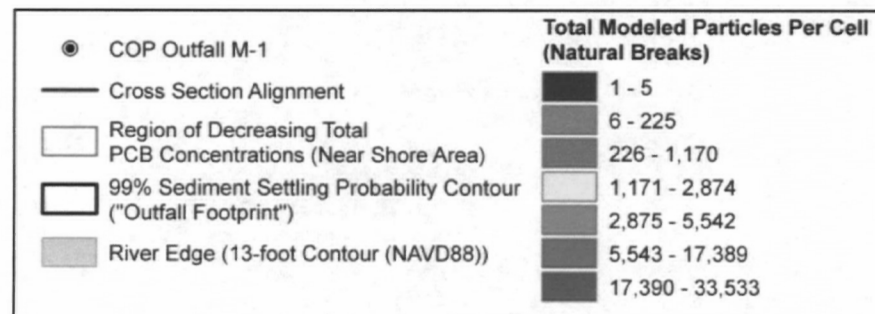 COP Outfall M-1
Cross Section Alignment
Region of Decreasing Total
PCB Concentrations (Near Shore Area)
99% Sediment Settling Probability Contour
("Outfall Footprint")
River Edge (13-foot Contour (NAVD88))
Total Modeled Particles Per Cell
(Natural Breaks)
1 - 5
6 - 225
226 - 1,170
1,171 - 2,874
2,875 - 5,542
5,543 - 17,389
17,390 - 33,533